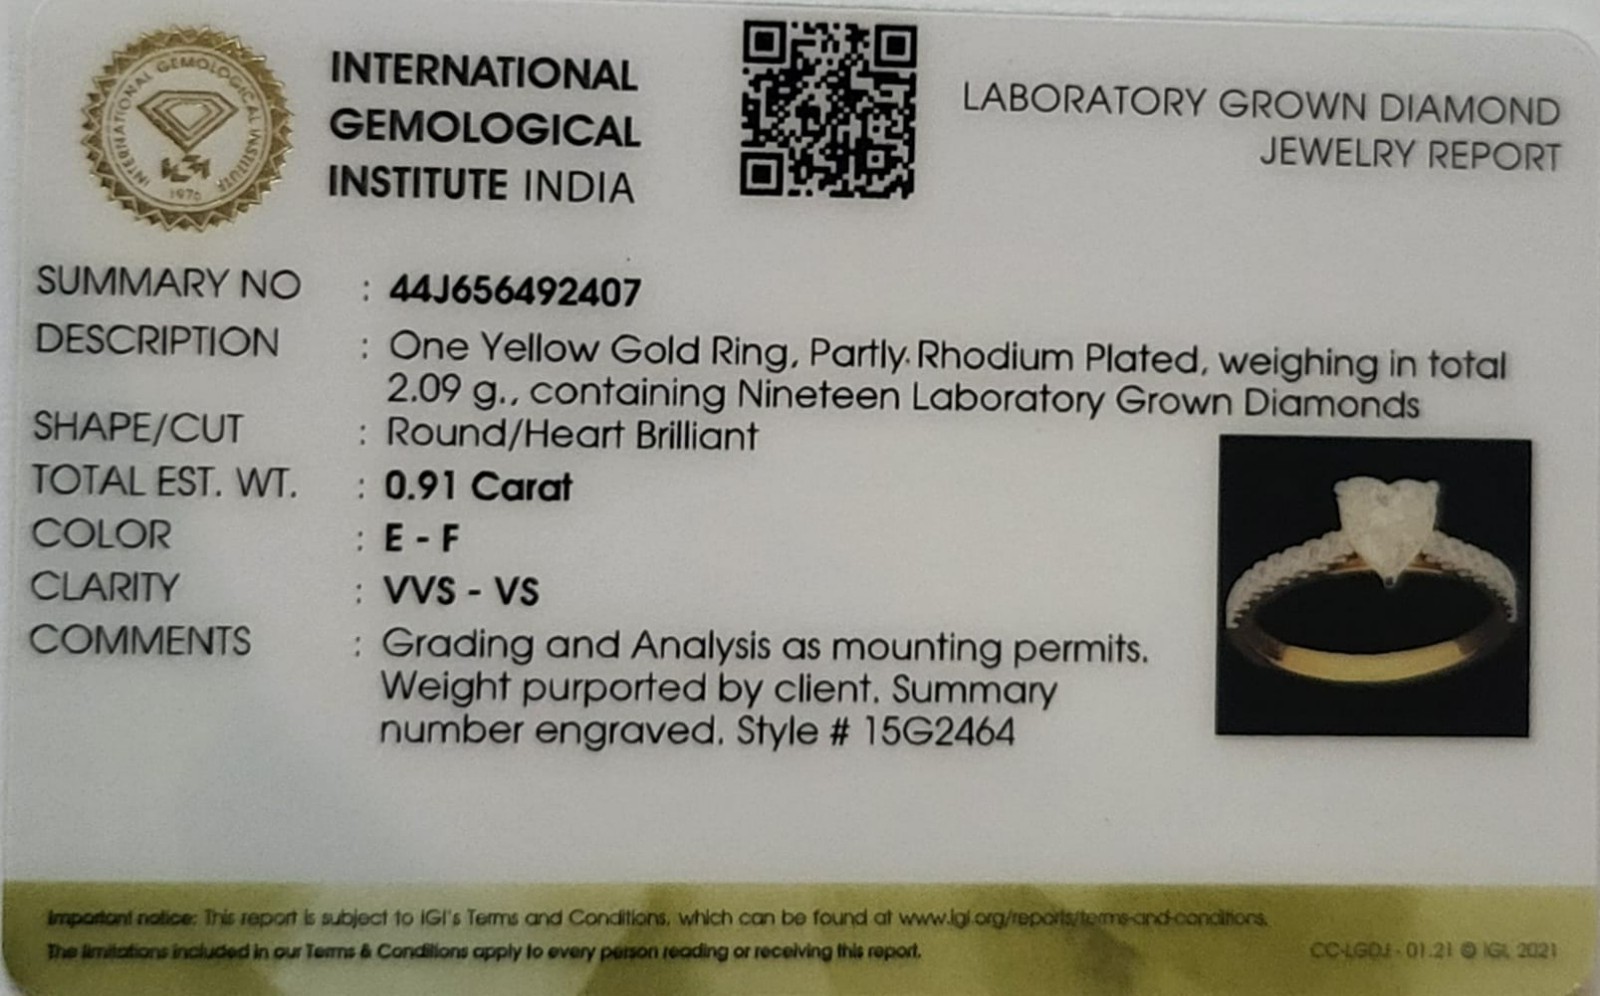 INTERNATIONAL GEMOLOGICAL INSTITUTE
IGI
1975
INTERNATIONAL
GEMOLOGICAL
INSTITUTE INDIA
LABORATORY GROWN DIAMOND
JEWELRY REPORT
SUMMARY NO : 44J656492407
DESCRIPTION : One Yellow Gold Ring, Partly Rhodium Plated, weighing in total
2.09 g., containing Nineteen Laboratory Grown Diamonds
SHAPE/CUT : Round/Heart Brilliant
TOTAL EST. WT. : 0.91 Carat
COLOR : E - F
CLARITY : VVS - VS
COMMENTS : Grading and Analysis as mounting permits.
Weight purported by client. Summary
number engraved. Style # 15G2464
Important notice: This report is subject to IGI's Terms and Conditions, which can be found at www.igi.org/reports/terms-and-conditions.
The limitations included in our Terms & Conditions apply to every person reading or receiving this report.
CC-LGDJ - 01.21 © IGI, 2021